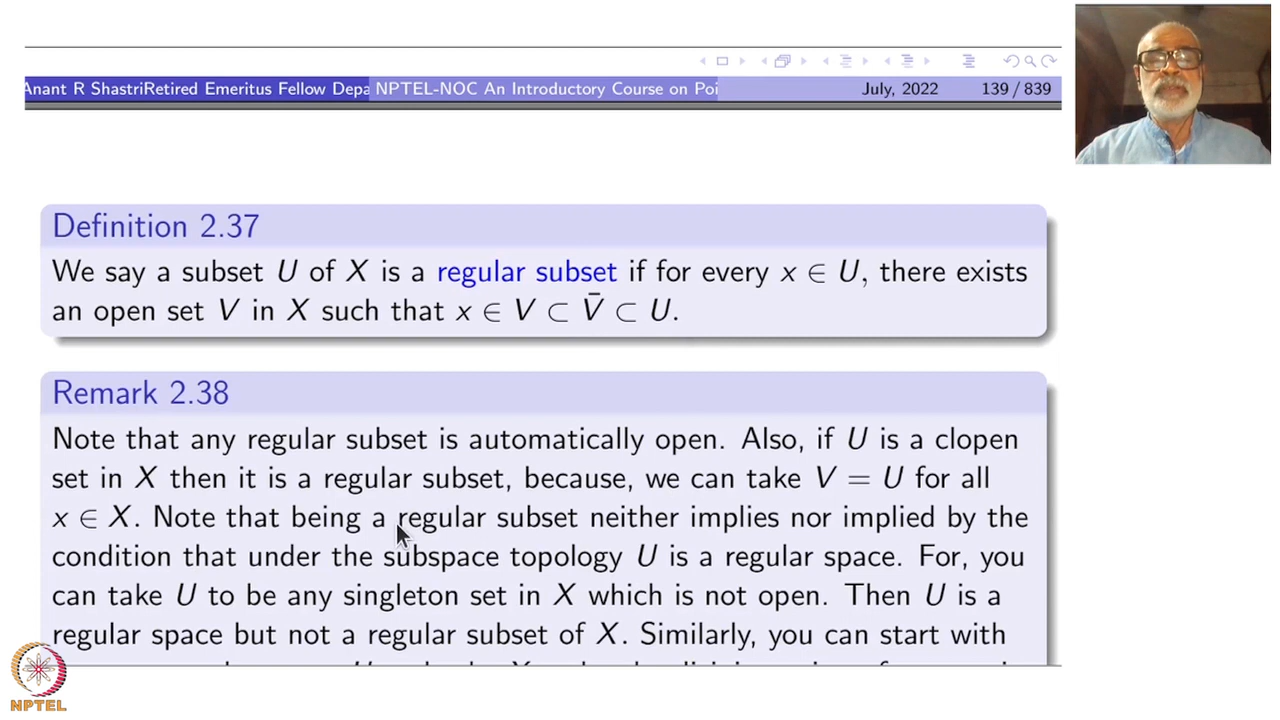 Anant R ShastriRetired Emeritus Fellow Depa NPTEL-NOC An Introductory Course on Poi July, 2022 139 / 839
Definition 2.37
We say a subset U of X is a regular subset if for every x ∈ U, there exists
an open set V in X such that x ∈ V ⊂ V̄ ⊂ U.
Remark 2.38
Note that any regular subset is automatically open. Also, if U is a clopen
set in X then it is a regular subset, because, we can take V = U for all
x ∈ X. Note that being a regular subset neither implies nor implied by the
condition that under the subspace topology U is a regular space. For, you
can take U to be any singleton set in X which is not open. Then U is a
regular space but not a regular subset of X. Similarly, you can start with
NPTEL